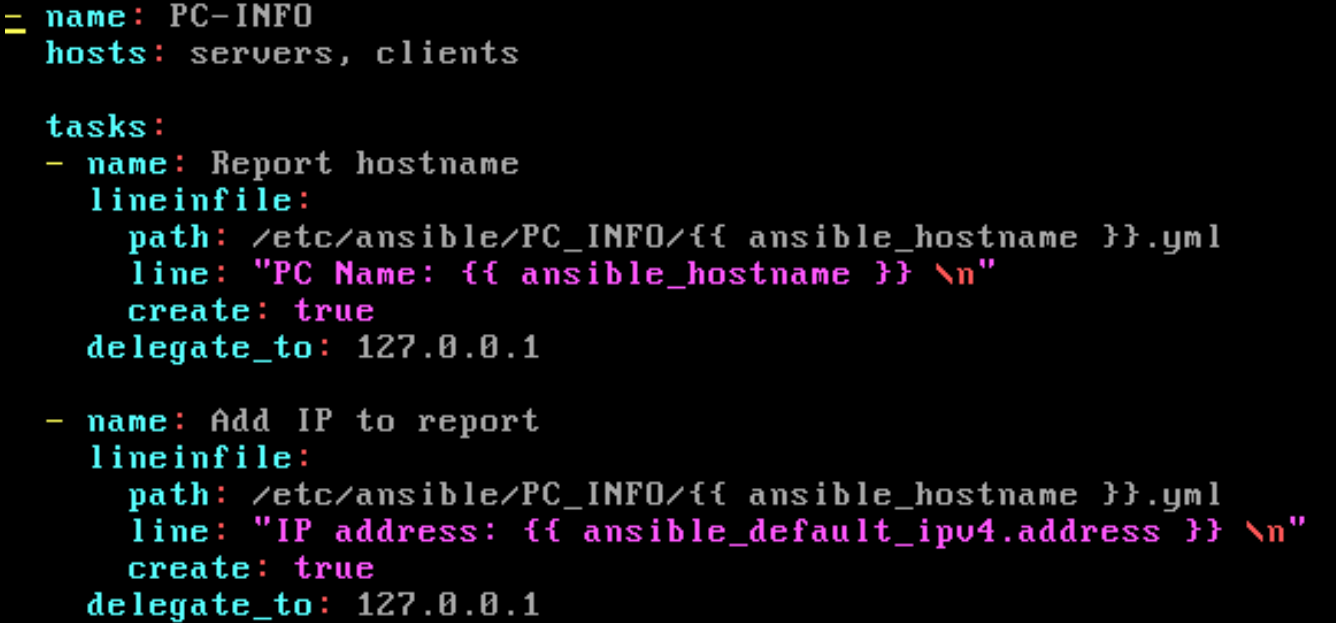 - name: PC-INFO
  hosts: servers, clients

  tasks:
  - name: Report hostname
    lineinfile:
      path: /etc/ansible/PC_INFO/{{ ansible_hostname }}.yml
      line: "PC Name: {{ ansible_hostname }} \n"
      create: true
    delegate_to: 127.0.0.1

  - name: Add IP to report
    lineinfile:
      path: /etc/ansible/PC_INFO/{{ ansible_hostname }}.yml
      line: "IP address: {{ ansible_default_ipv4.address }} \n"
      create: true
    delegate_to: 127.0.0.1